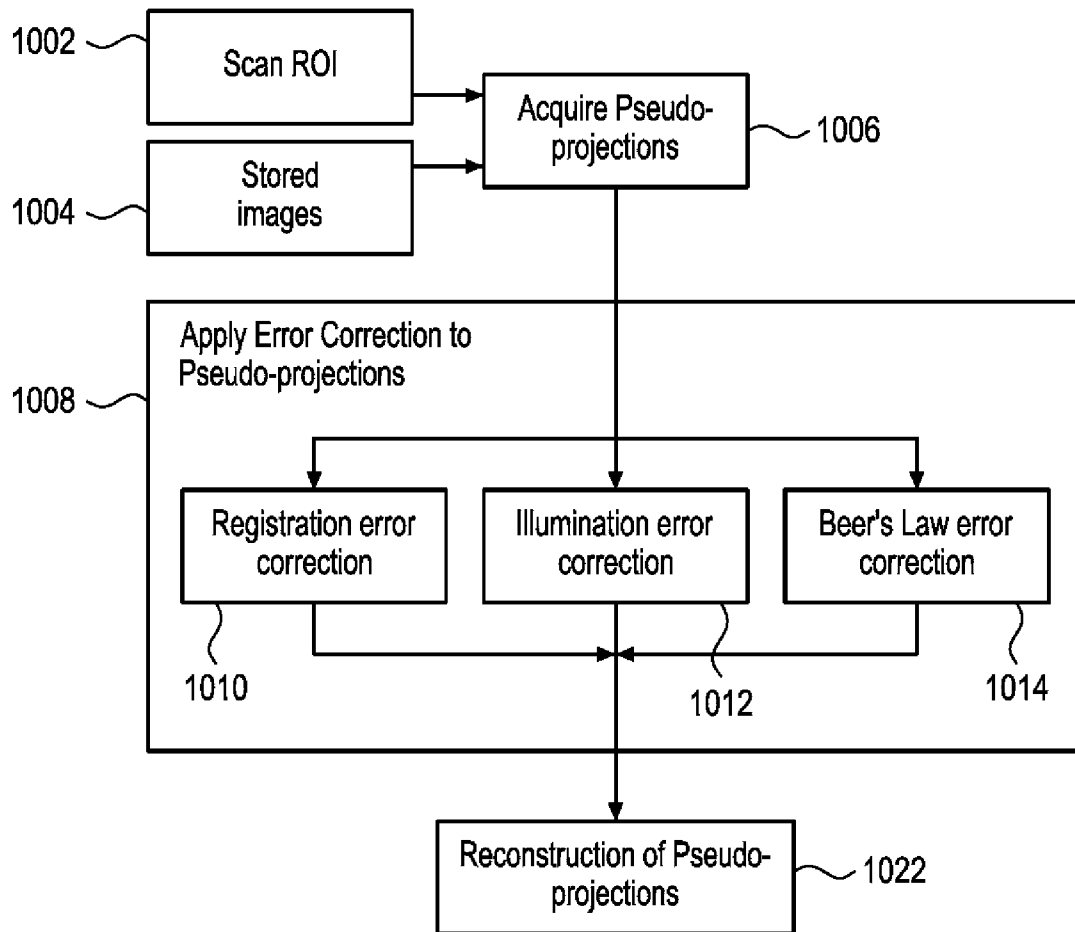 1002
Scan ROI
Acquire Pseudo-
projections
1006
Stored
images
1004
Apply Error Correction to
Pseudo-projections
1008
Registration error
correction
Illumination error
correction
Beer's Law error
correction
1010
1012
1014
Reconstruction of Pseudo-
projections
1022